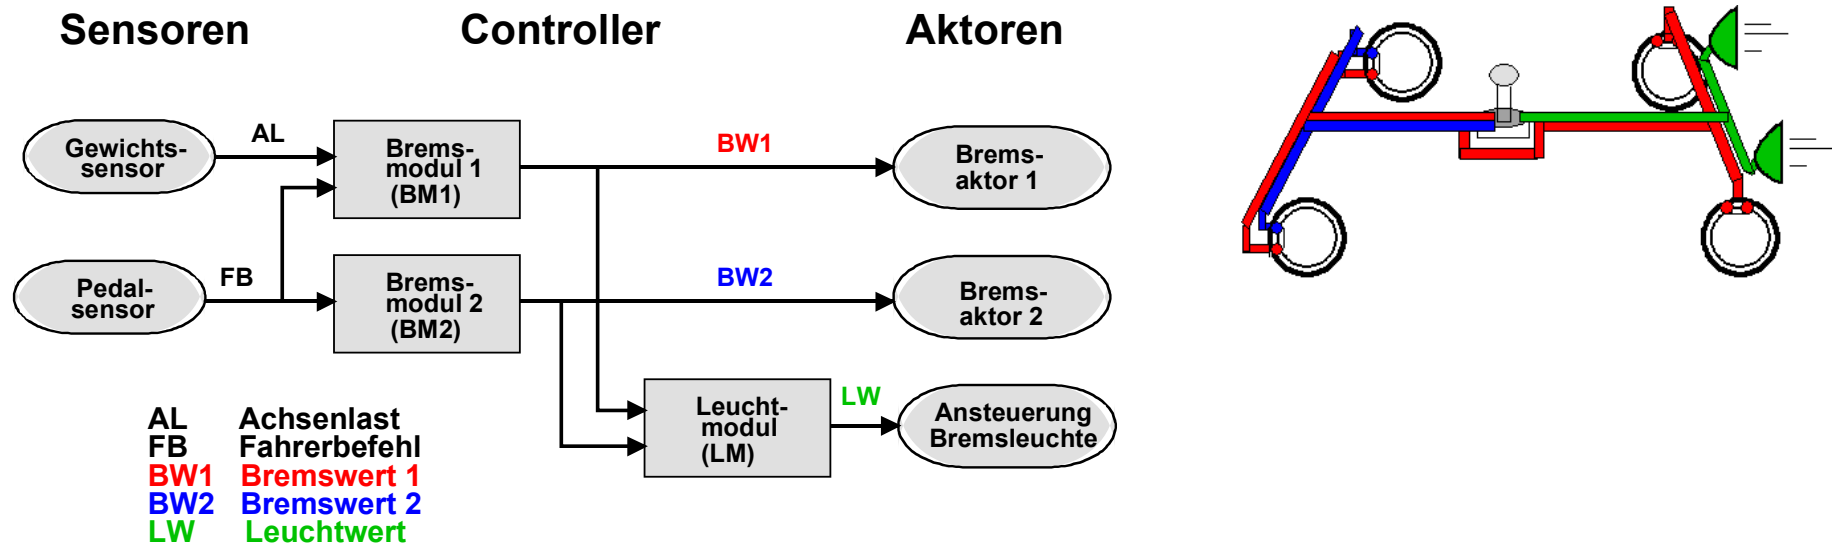 Sensoren
Controller
Aktoren
Gewichts-
sensor
AL
Brems-
modul 1
(BM1)
BW1
Brems-
aktor 1
Pedal-
sensor
FB
Brems-
modul 2
(BM2)
BW2
Brems-
aktor 2
Leucht-
modul
(LM)
LW
Ansteuerung
Bremsleuchte
AL Achsenlast
FB Fahrerbefehl
BW1 Bremswert 1
BW2 Bremswert 2
LW Leuchtwert